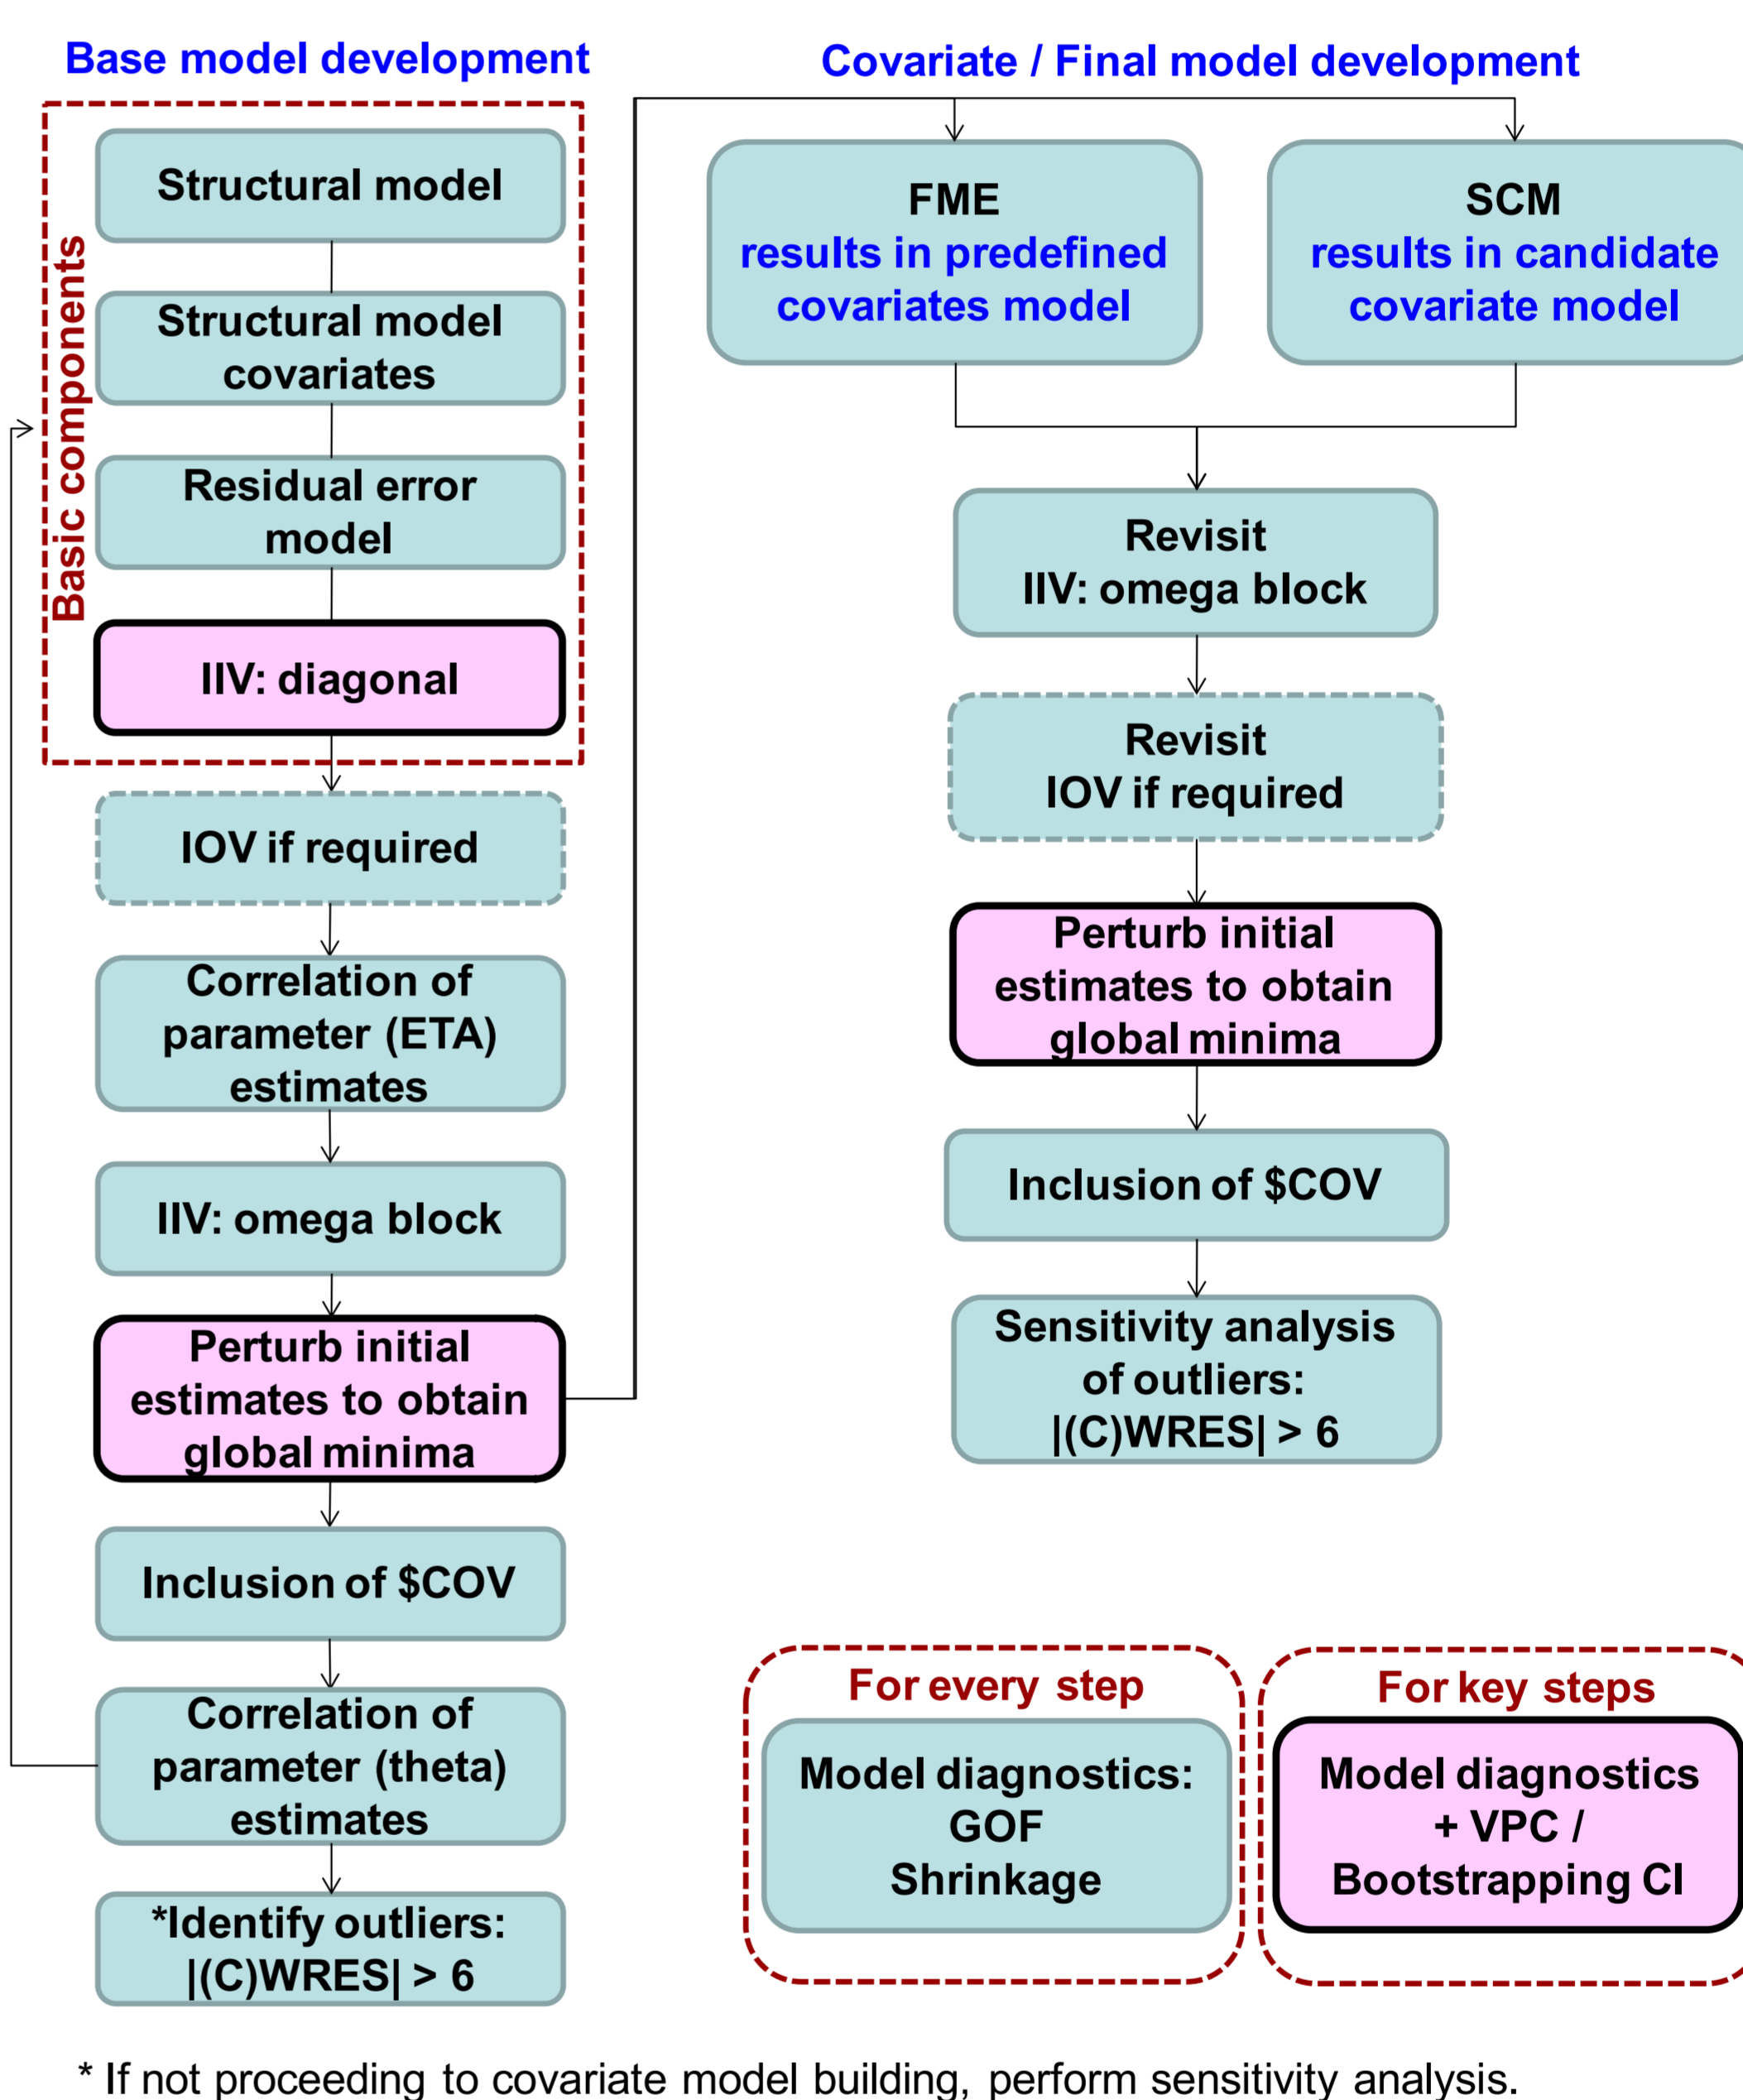 Base model development
Basic components
Structural model
Structural model
covariates
Residual error
model
IIV: diagonal
IOV if required
Correlation of
parameter (ETA)
estimates
IIV: omega block
Perturb initial
estimates to obtain
global minima
Inclusion of $COV
Correlation of
parameter (theta)
estimates
*Identify outliers:
|(C)WRES| > 6
Covariate / Final model development
FME
results in predefined
covariates model
SCM
results in candidate
covariate model
Revisit
IIV: omega block
Revisit
IOV if required
Perturb initial
estimates to obtain
global minima
Inclusion of $COV
Sensitivity analysis
of outliers:
|(C)WRES| > 6
For every step
Model diagnostics:
GOF
Shrinkage
For key steps
Model diagnostics
+ VPC /
Bootstrapping CI
* If not proceeding to covariate model building, perform sensitivity analysis.